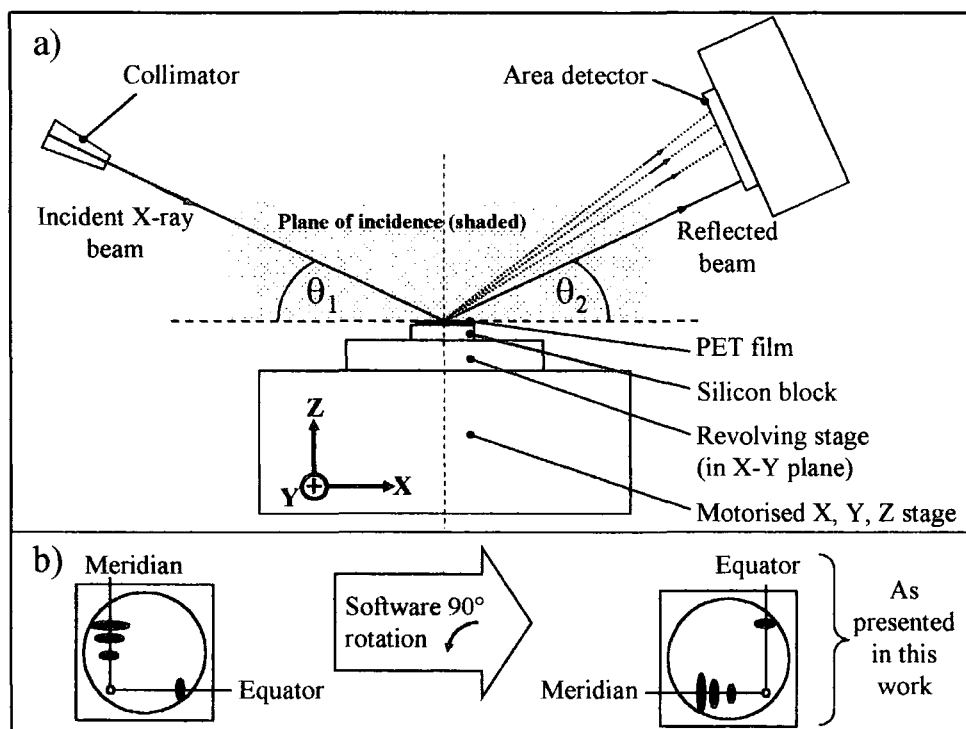 a)
Collimator
Area detector
Incident X-ray
beam
Plane of incidence (shaded)
Reflected
beam
θ1
θ2
PET film
Silicon block
Revolving stage
(in X-Y plane)
Motorised X, Y, Z stage
Z
Y
X
b)
Meridian
Equator
Software 90°
rotation
Equator
Meridian
As
presented
in this
work